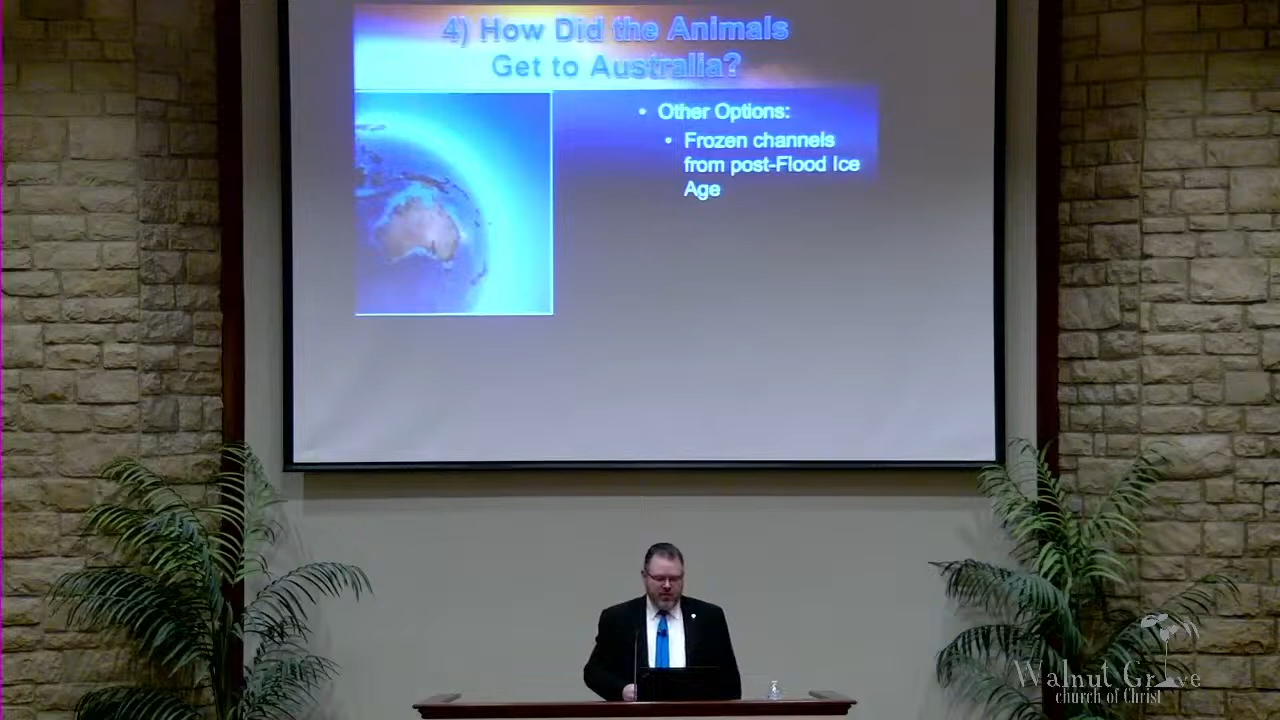 4) How Did the Animals
Get to Australia?
• Other Options:
• Frozen channels
from post-Flood Ice
Age
Walnut Grove
church of Christ